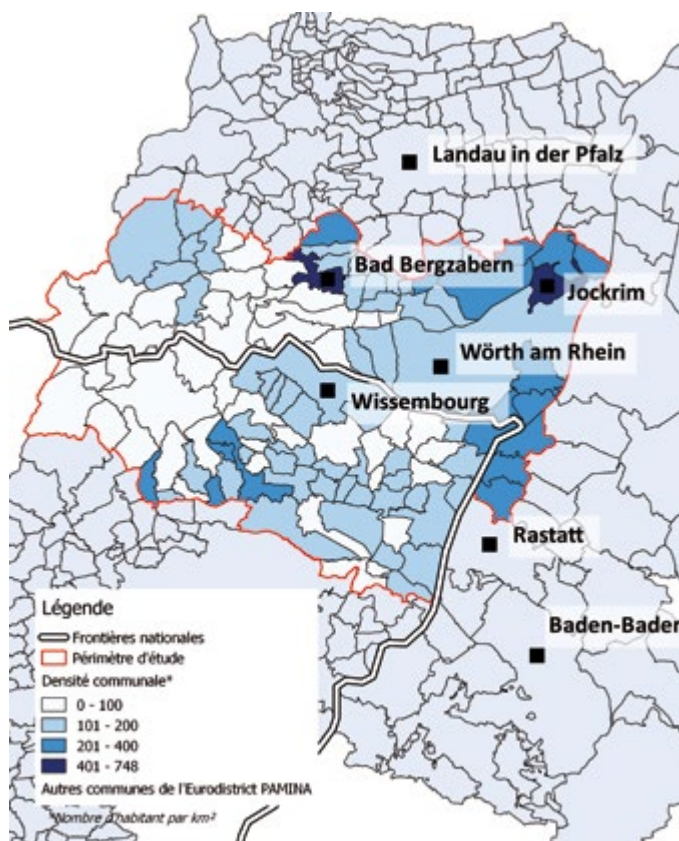 Landau in der Pfalz
Bad Bergzabern
Jockrim
Wörth am Rhein
Wissembourg
Rastatt
Baden-Baden
Légende
Frontières nationales
Périmètre d'étude
Densité communale*
0 - 100
101 - 200
201 - 400
401 - 748
Autres communes de l'Eurodistrict PAMINA
*Nombre d'habitant par km²